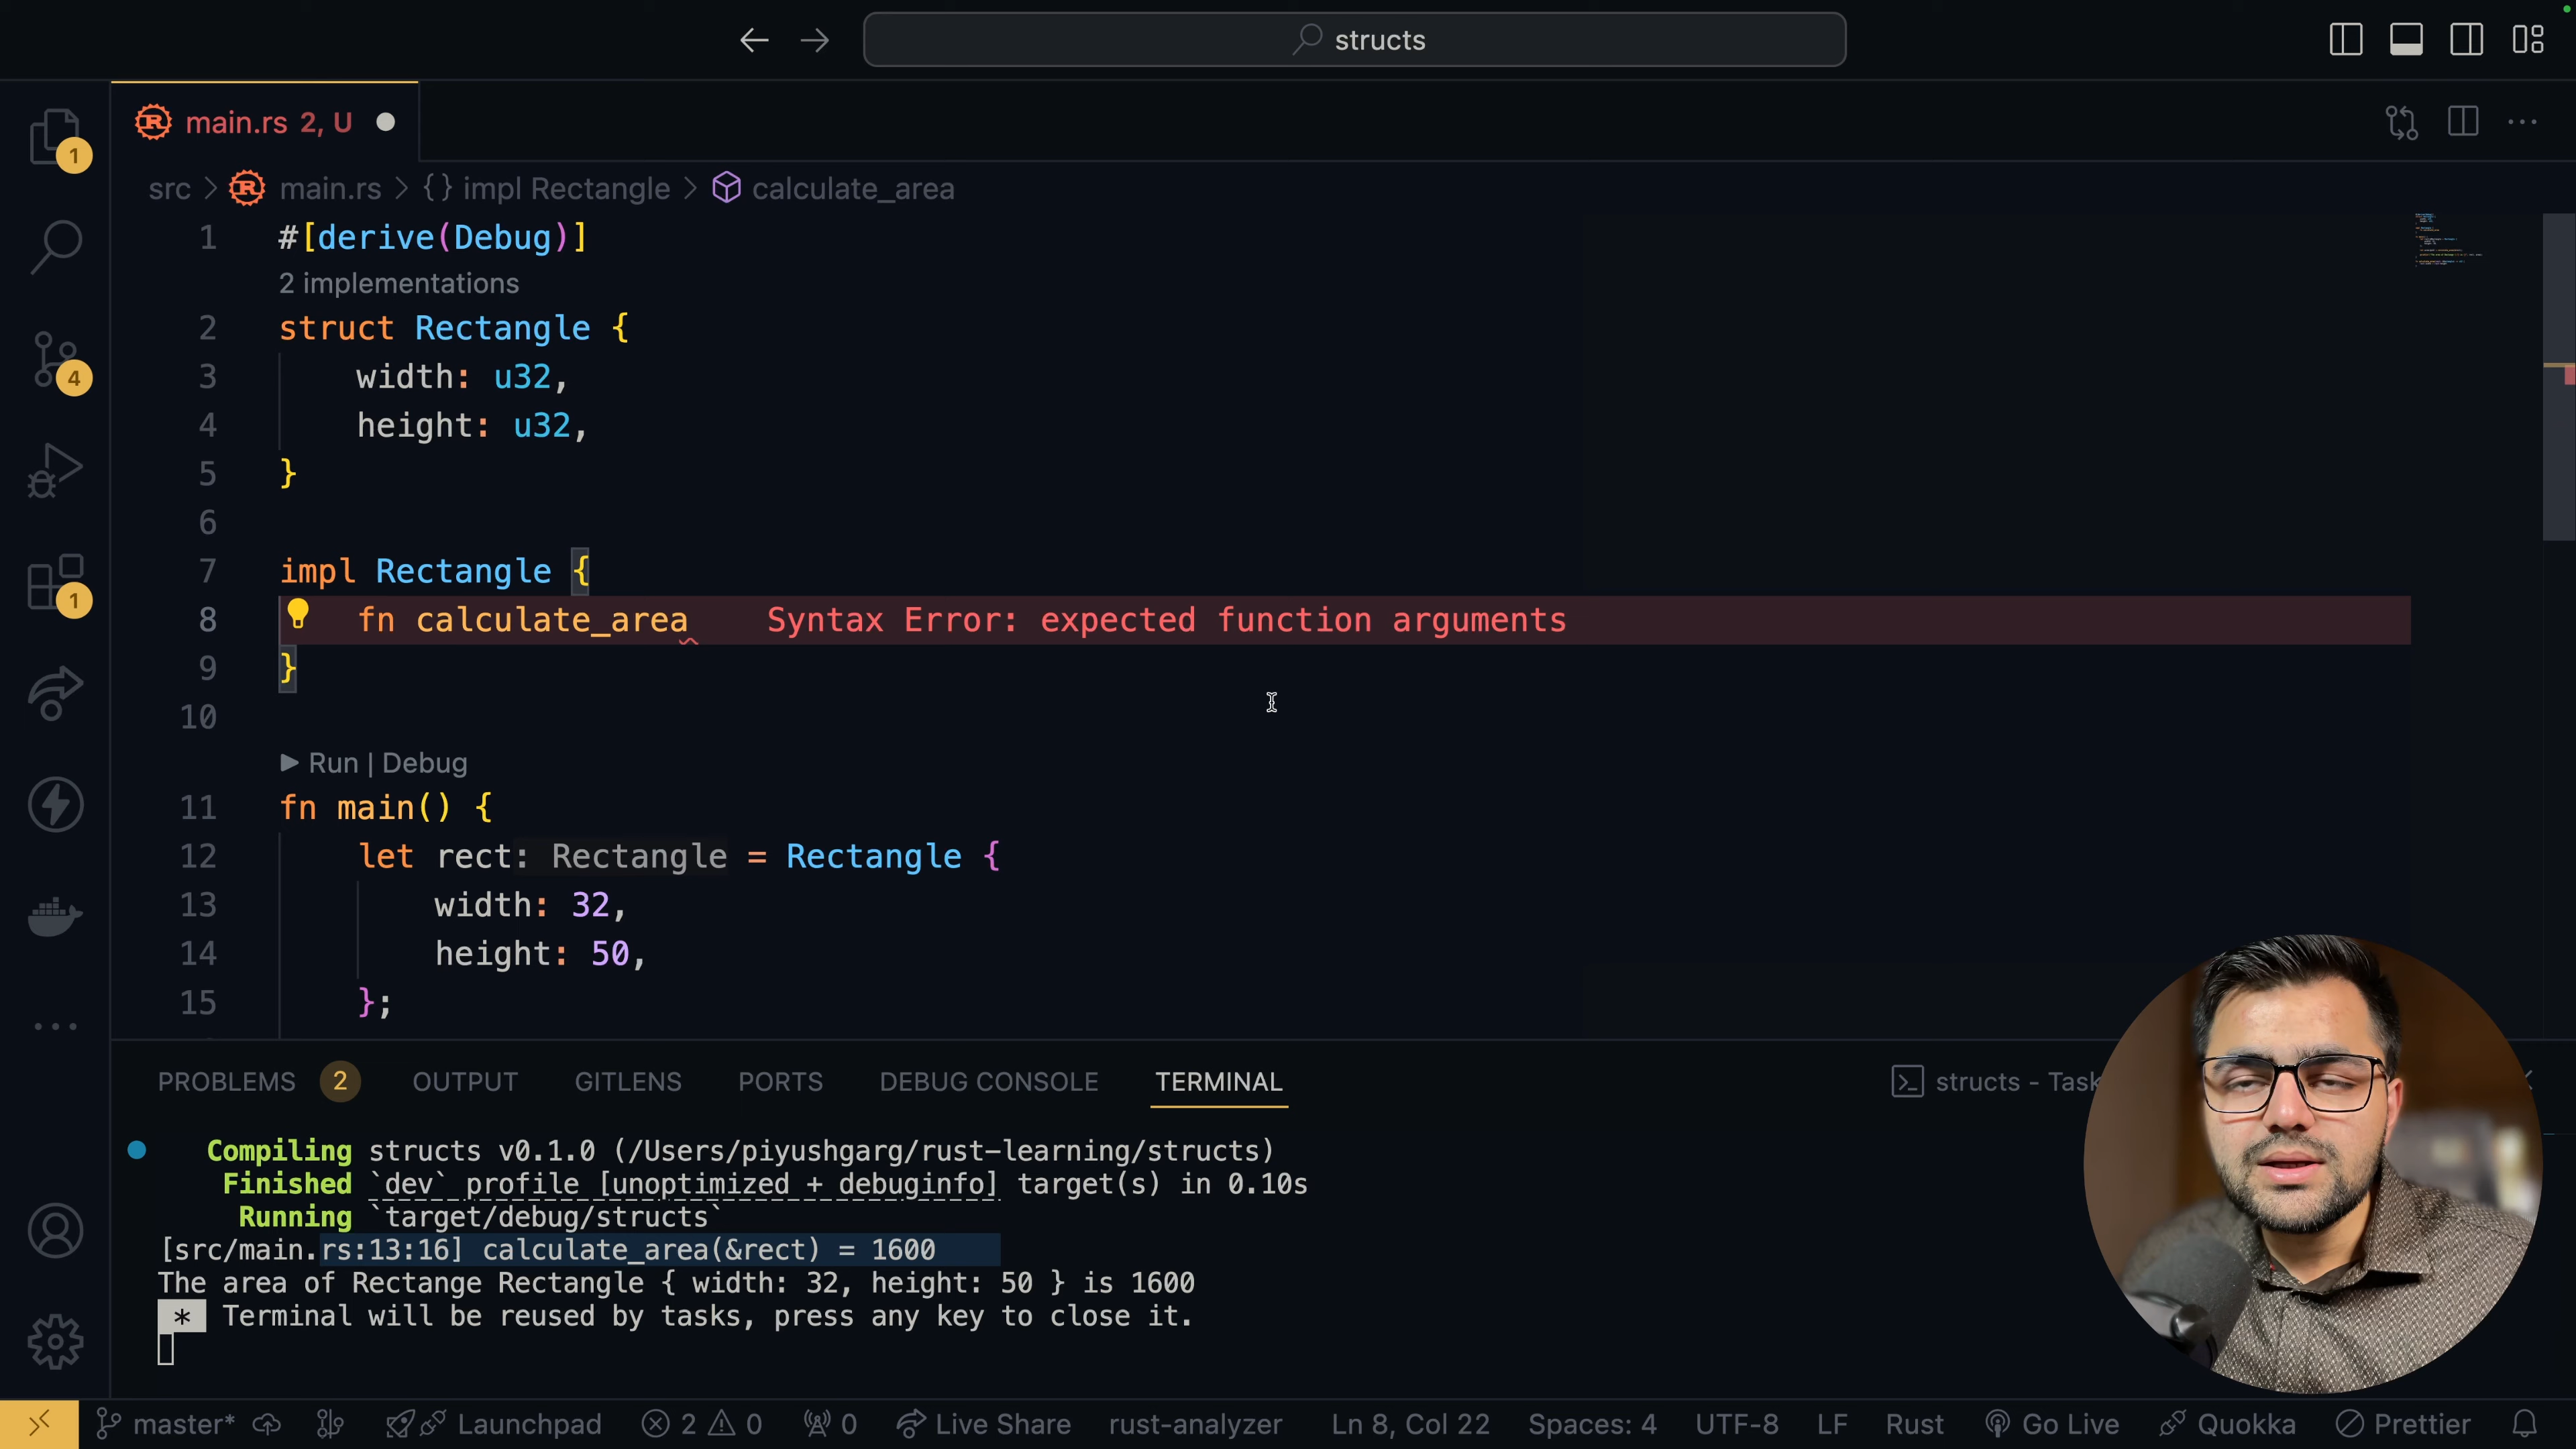 structs
main.rs 2, U
src > main.rs > {} impl Rectangle > calculate_area
1 #[derive(Debug)]
2 implementations
2 struct Rectangle {
3 width: u32,
4 height: u32,
5 }
6
7 impl Rectangle {
8 fn calculate_area Syntax Error: expected function arguments
9 }
10
Run | Debug
11 fn main() {
12 let rect: Rectangle = Rectangle {
13 width: 32,
14 height: 50,
15 };
1
4
1
PROBLEMS 2 OUTPUT GITLENS PORTS DEBUG CONSOLE TERMINAL structs - Task
Compiling structs v0.1.0 (/Users/piyushgarg/rust-learning/structs)
Finished `dev` profile [unoptimized + debuginfo] target(s) in 0.10s
Running `target/debug/structs`
[src/main.rs:13:16] calculate_area(&rect) = 1600
The area of Rectange Rectangle { width: 32, height: 50 } is 1600
* Terminal will be reused by tasks, press any key to close it.
master* Launchpad 2 0 0 Live Share rust-analyzer Ln 8, Col 22 Spaces: 4 UTF-8 LF Rust Go Live Quokka Prettier